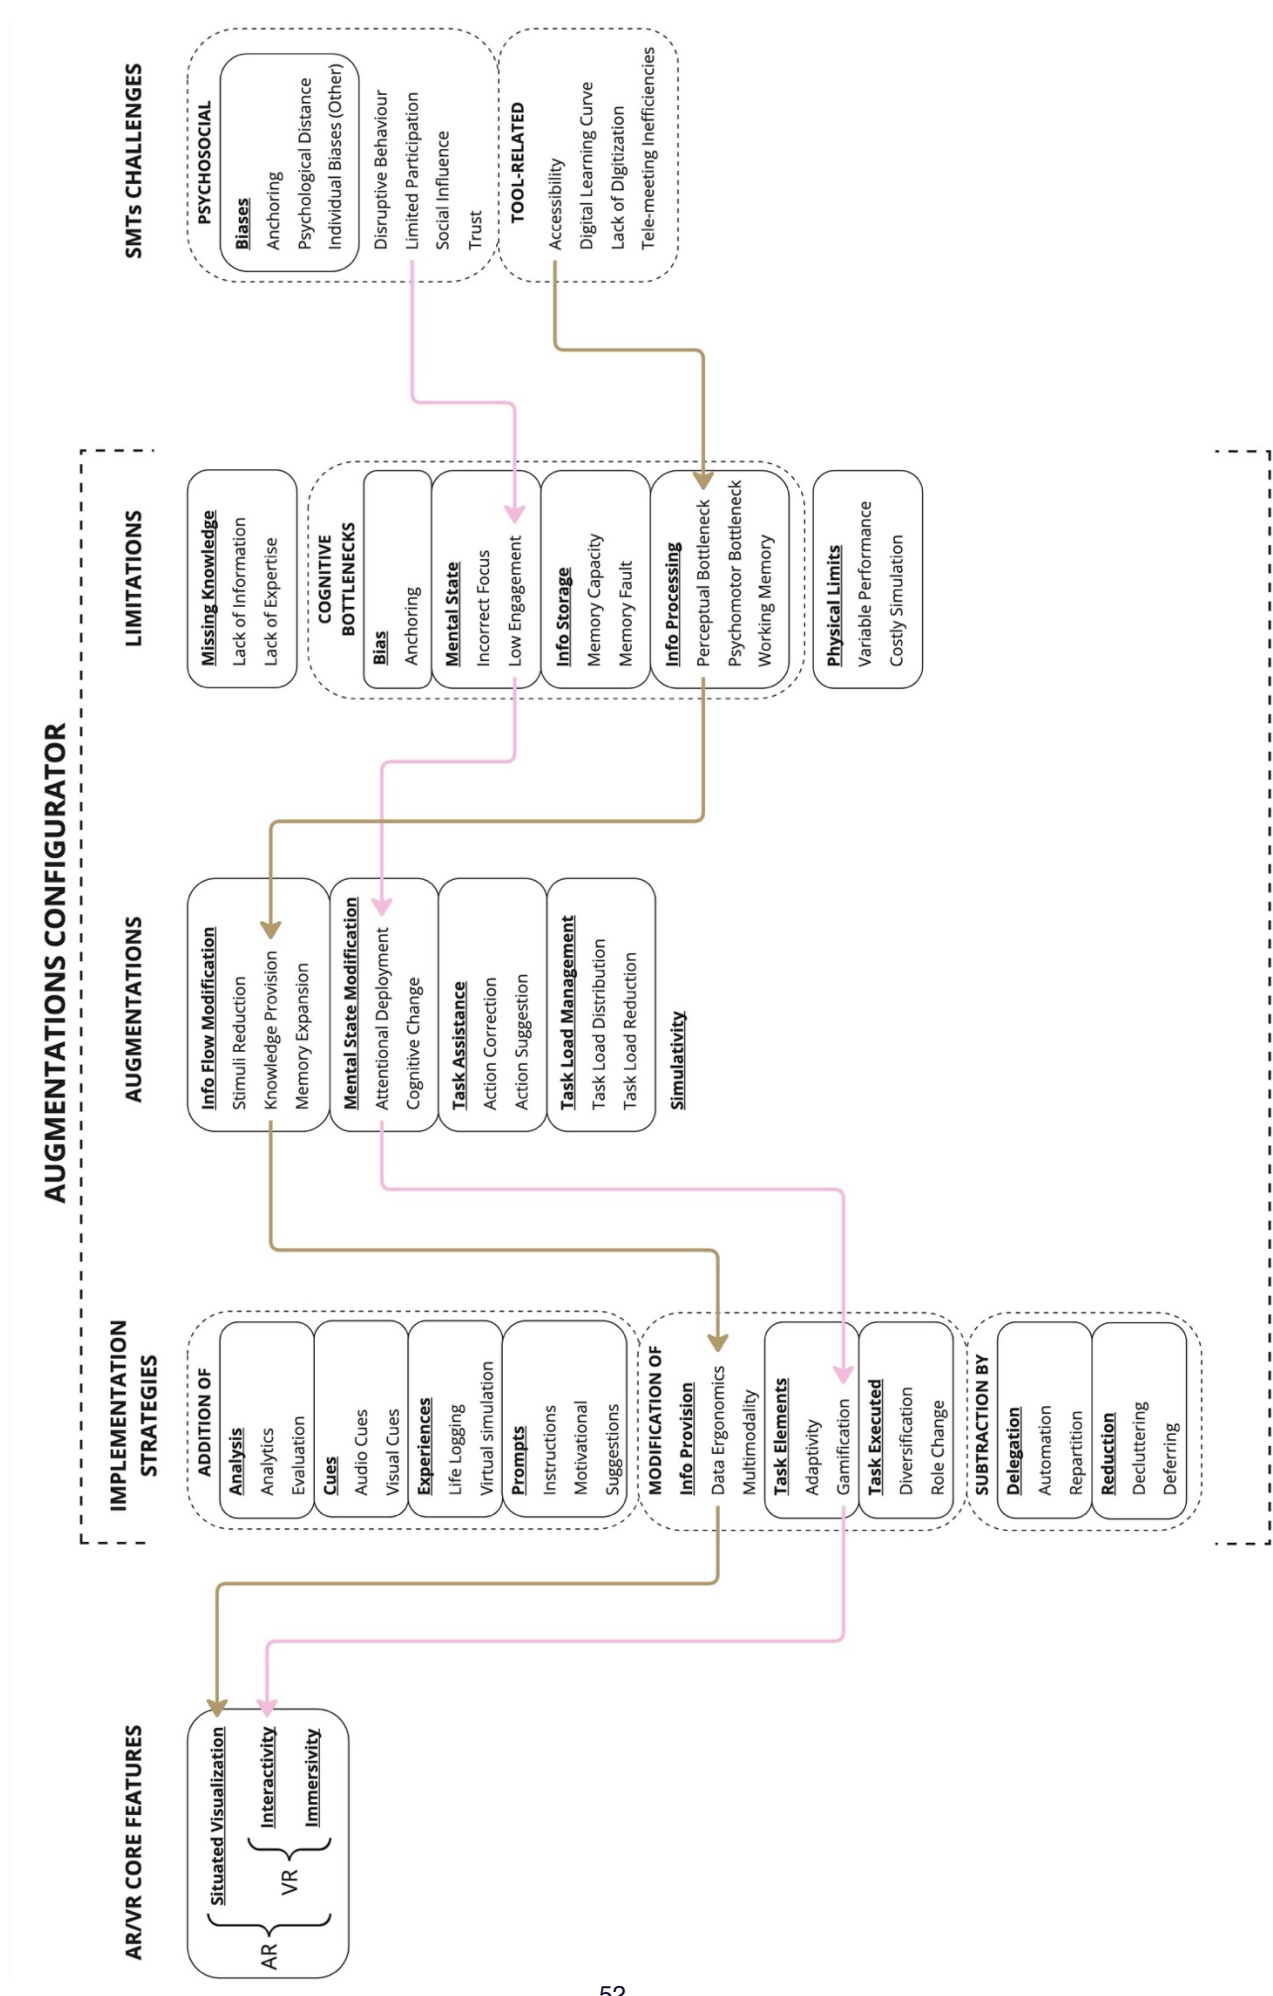 AUGMENTATIONS CONFIGURATOR
AR/VR CORE FEATURES
Situated Visualization
Interactivity
Immersivity
VR
AR
IMPLEMENTATION
STRATEGIES
ADDITION OF
Analysis
Analytics
Evaluation
Cues
Audio Cues
Visual Cues
Experiences
Life Logging
Virtual simulation
Prompts
Instructions
Motivational
Suggestions
MODIFICATION OF
Info Provision
Data Ergonomics
Multimodality
Task Elements
Adaptivity
Gamification
Task Executed
Diversification
Role Change
SUBTRACTION BY
Delegation
Automation
Repartition
Reduction
Decluttering
Deferring
AUGMENTATIONS
Info Flow Modification
Stimuli Reduction
Knowledge Provision
Memory Expansion
Mental State Modification
Attentional Deployment
Cognitive Change
Task Assistance
Action Correction
Action Suggestion
Task Load Management
Task Load Distribution
Task Load Reduction
Simulativity
LIMITATIONS
Missing Knowledge
Lack of Information
Lack of Expertise
COGNITIVE
BOTTLENECKS
Bias
Anchoring
Mental State
Incorrect Focus
Low Engagement
Info Storage
Memory Capacity
Memory Fault
Info Processing
Perceptual Bottleneck
Psychomotor Bottleneck
Working Memory
Physical Limits
Variable Performance
Costly Simulation
SMTs CHALLENGES
PSYCHOSOCIAL
Biases
Anchoring
Psychological Distance
Individual Biases (Other)
Disruptive Behaviour
Limited Participation
Social Influence
Trust
TOOL-RELATED
Accessibility
Digital Learning Curve
Lack of Digitization
Tele-meeting Inefficiencies
52